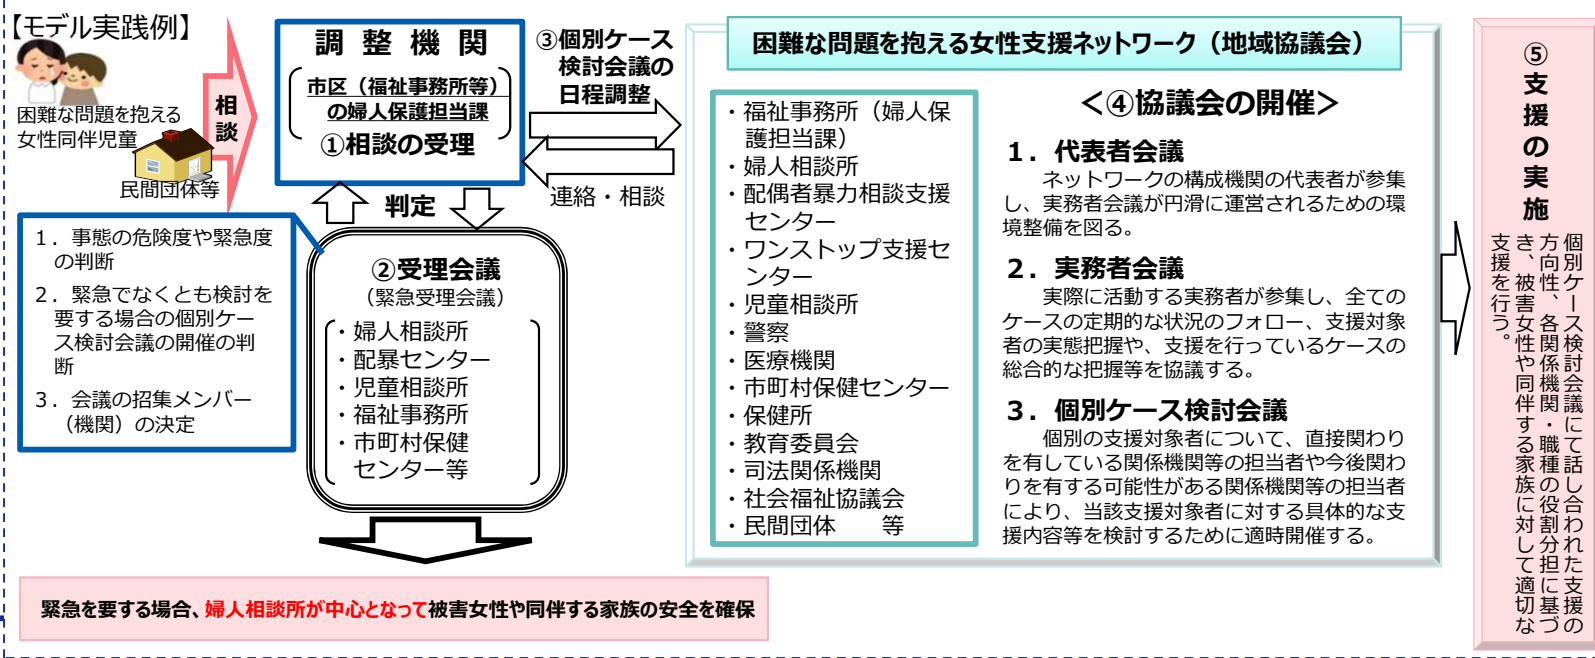 【モデル実践例】
困難な問題を抱える
女性同伴児童
民間団体等
相
談
調 整 機 関
市区（福祉事務所等）
の婦人保護担当課
①相談の受理
判定
③個別ケース
検討会議の
日程調整
連絡・相談
１．事態の危険度や緊急度
の判断
２．緊急でなくとも検討を
要する場合の個別ケー
ス検討会議の開催の判
断
３．会議の招集メンバー
（機関）の決定
②受理会議
（緊急受理会議）
・婦人相談所
・配暴センター
・児童相談所
・福祉事務所
・市町村保健
センター等
緊急を要する場合、婦人相談所が中心となって被害女性や同伴する家族の安全を確保
困難な問題を抱える女性支援ネットワーク（地域協議会）
・福祉事務所（婦人保
護担当課）
・婦人相談所
・配偶者暴力相談支援
センター
・ワンストップ支援セ
ンター
・児童相談所
・警察
・医療機関
・市町村保健センター
・保健所
・教育委員会
・司法関係機関
・社会福祉協議会
・民間団体　　等
＜④協議会の開催＞
１．代表者会議
ネットワークの構成機関の代表者が参集
し、実務者会議が円滑に運営されるための環
境整備を図る。
２．実務者会議
実際に活動する実務者が参集し、全ての
ケースの定期的な状況のフォロー、支援対象
者の実態把握や、支援を行っているケースの
総合的な把握等を協議する。
３．個別ケース検討会議
個別の支援対象者について、直接関わり
を有している関係機関等の担当者や今後関わ
りを有する可能性がある関係機関等の担当者
により、当該支援対象者に対する具体的な支
援内容等を検討するために適時開催する。
⑤支援の実施
個別ケース検討会議にて話し合われた支援の
方向性、各関係機関・職種の役割分担に基づ
き、被害女性や同伴する家族に対して適切な
支援を行う。